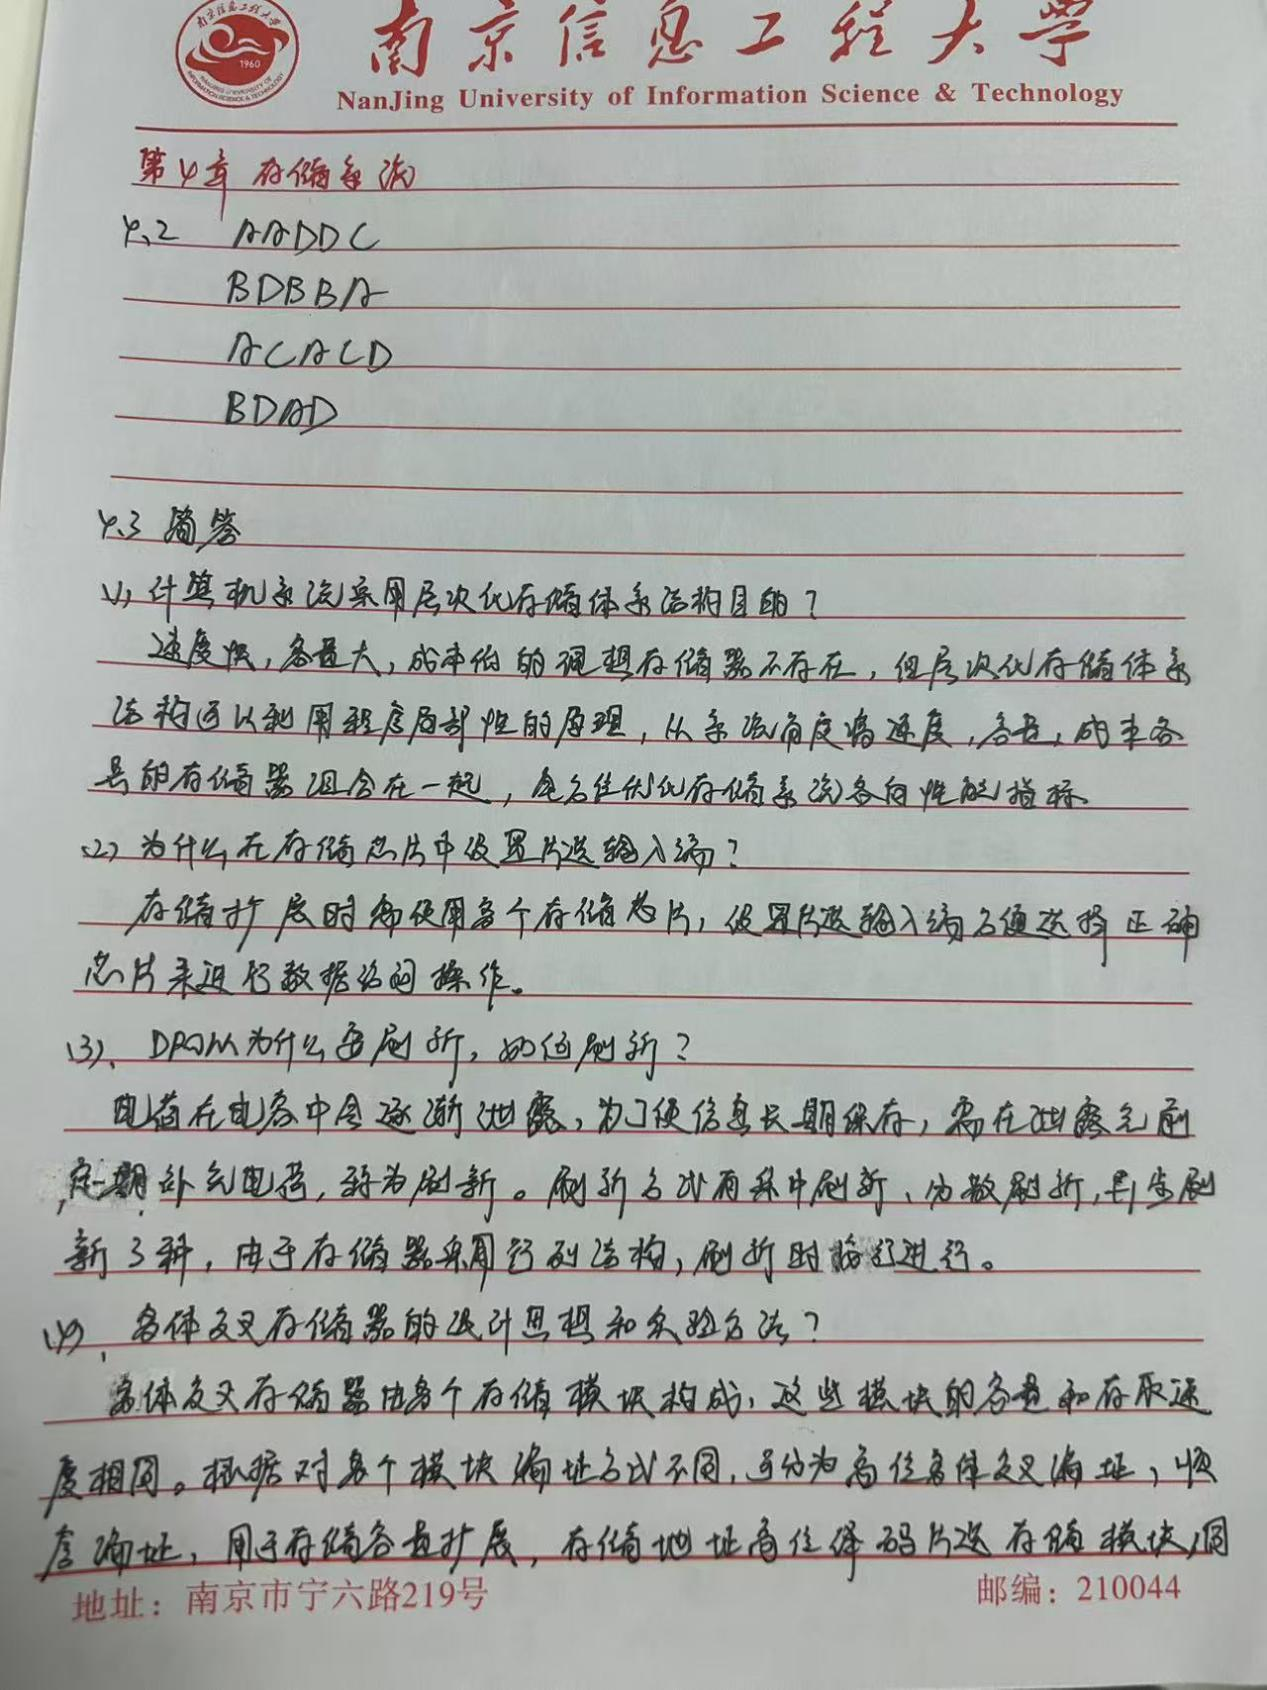 南京信息工程大学
1960
NanJing University of Information Science & Technology
第4章 存储系统
4.2 AADDC
BDBBA
ACACD
BDAD
4.3 简答
(1) 计算机系统采用层次化存储体系结构目的?
速度快,容量大,成本低的理想存储器不存在,但层次化存储体系
结构可以利用程序局部性的原理,从系统角度将速度,容量,成本各
异的存储器组合在一起,全方位优化存储系统各向性能指标
(2) 为什么在存储芯片中设置片选输入端?
存储扩展时需使用多个存储芯片,设置片选输入端方便选择正确
芯片来进行数据访问操作。
(3)、DRAM为什么要刷新,如何刷新?
电荷在电容中会逐渐泄露,为了使信息长期保存,需在泄露完前
,定期补充电荷,称为刷新。刷新方式有集中刷新、分散刷新,异步刷
新3种,由于存储器采用行列结构,刷新时按行进行。
(4)、多体交叉存储器的设计思想和实验方法?
多体交叉存储器由多个存储模块构成,这些模块的容量和存取速
度相同。根据对多个模块编址方式不同,可分为高位多体交叉编址,顺
序编址,用于存储容量扩展,存储地址高位译码片选存储模块,同
地址:南京市宁六路219号
邮编:210044